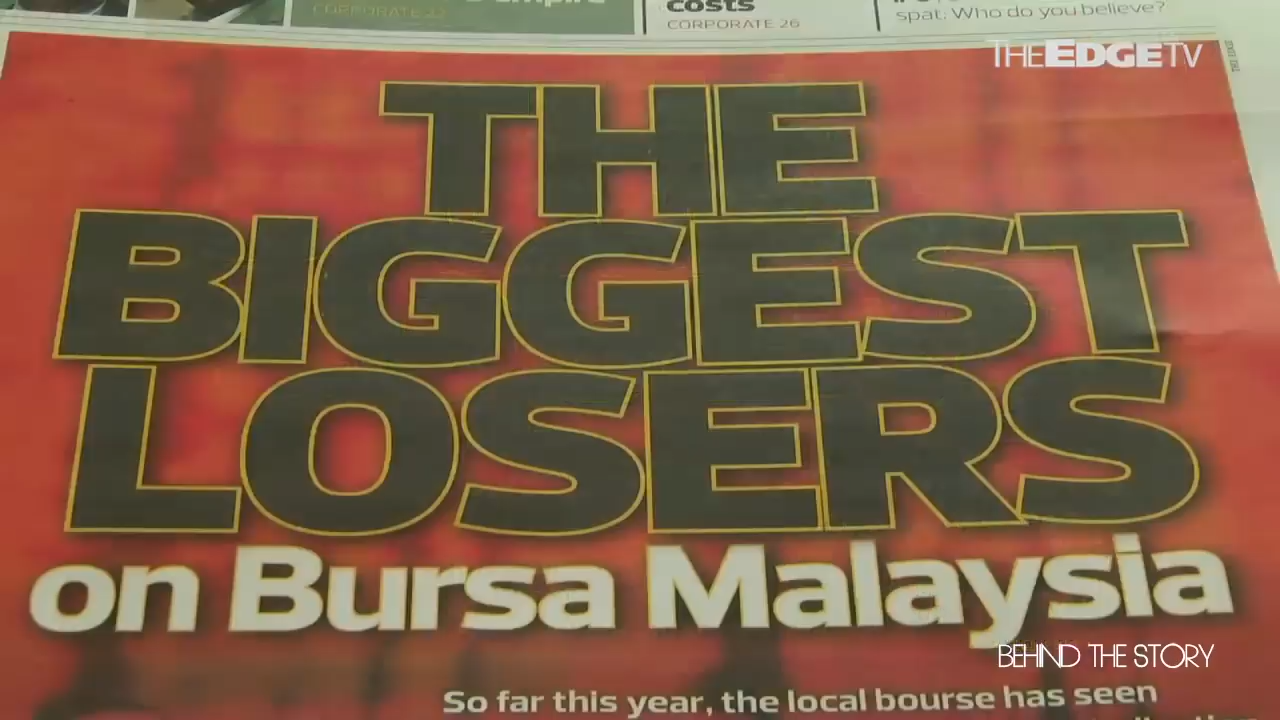 CORPORATE 22
costs
CORPORATE 26
spat: Who do you believe?
THEEDGETV
THE
BIGGEST
LOSERS
on Bursa Malaysia
BEHIND THE STORY
So far this year, the local bourse has seen